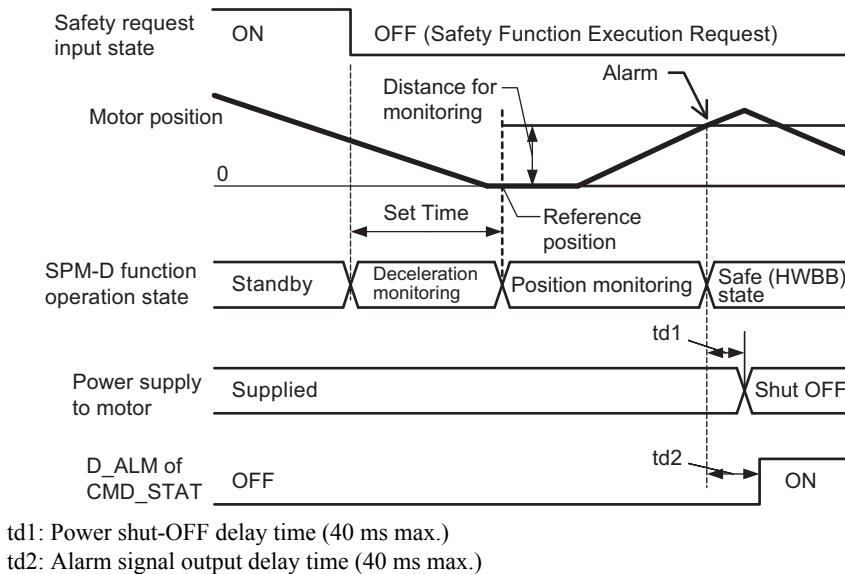 Safety request
input state
ON
OFF (Safety Function Execution Request)
Motor position
Distance for
monitoring
Alarm
0
Set Time
Reference
position
SPM-D function
operation state
Standby
Deceleration
monitoring
Position monitoring
Safe (HWBB)
state
td1
Power supply
to motor
Supplied
Shut OFF
td2
D_ALM of
CMD_STAT
OFF
ON
td1: Power shut-OFF delay time (40 ms max.)
td2: Alarm signal output delay time (40 ms max.)